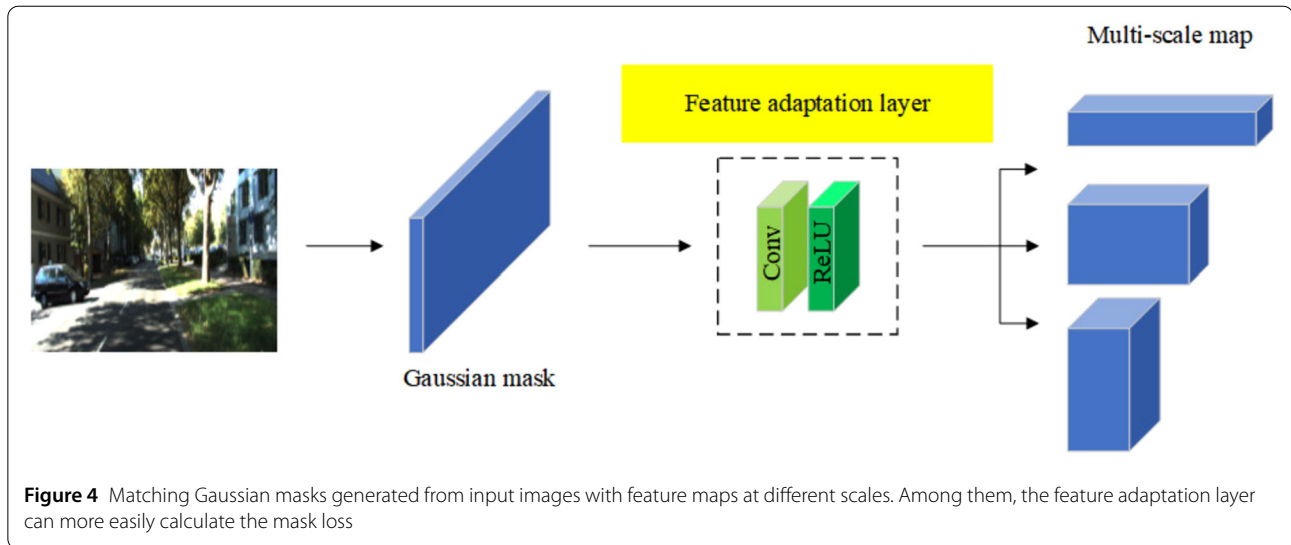 Multi-scale map
Feature adaptation layer
Conv
ReLU
Gaussian mask
Figure 4 Matching Gaussian masks generated from input images with feature maps at different scales. Among them, the feature adaptation layer
can more easily calculate the mask loss